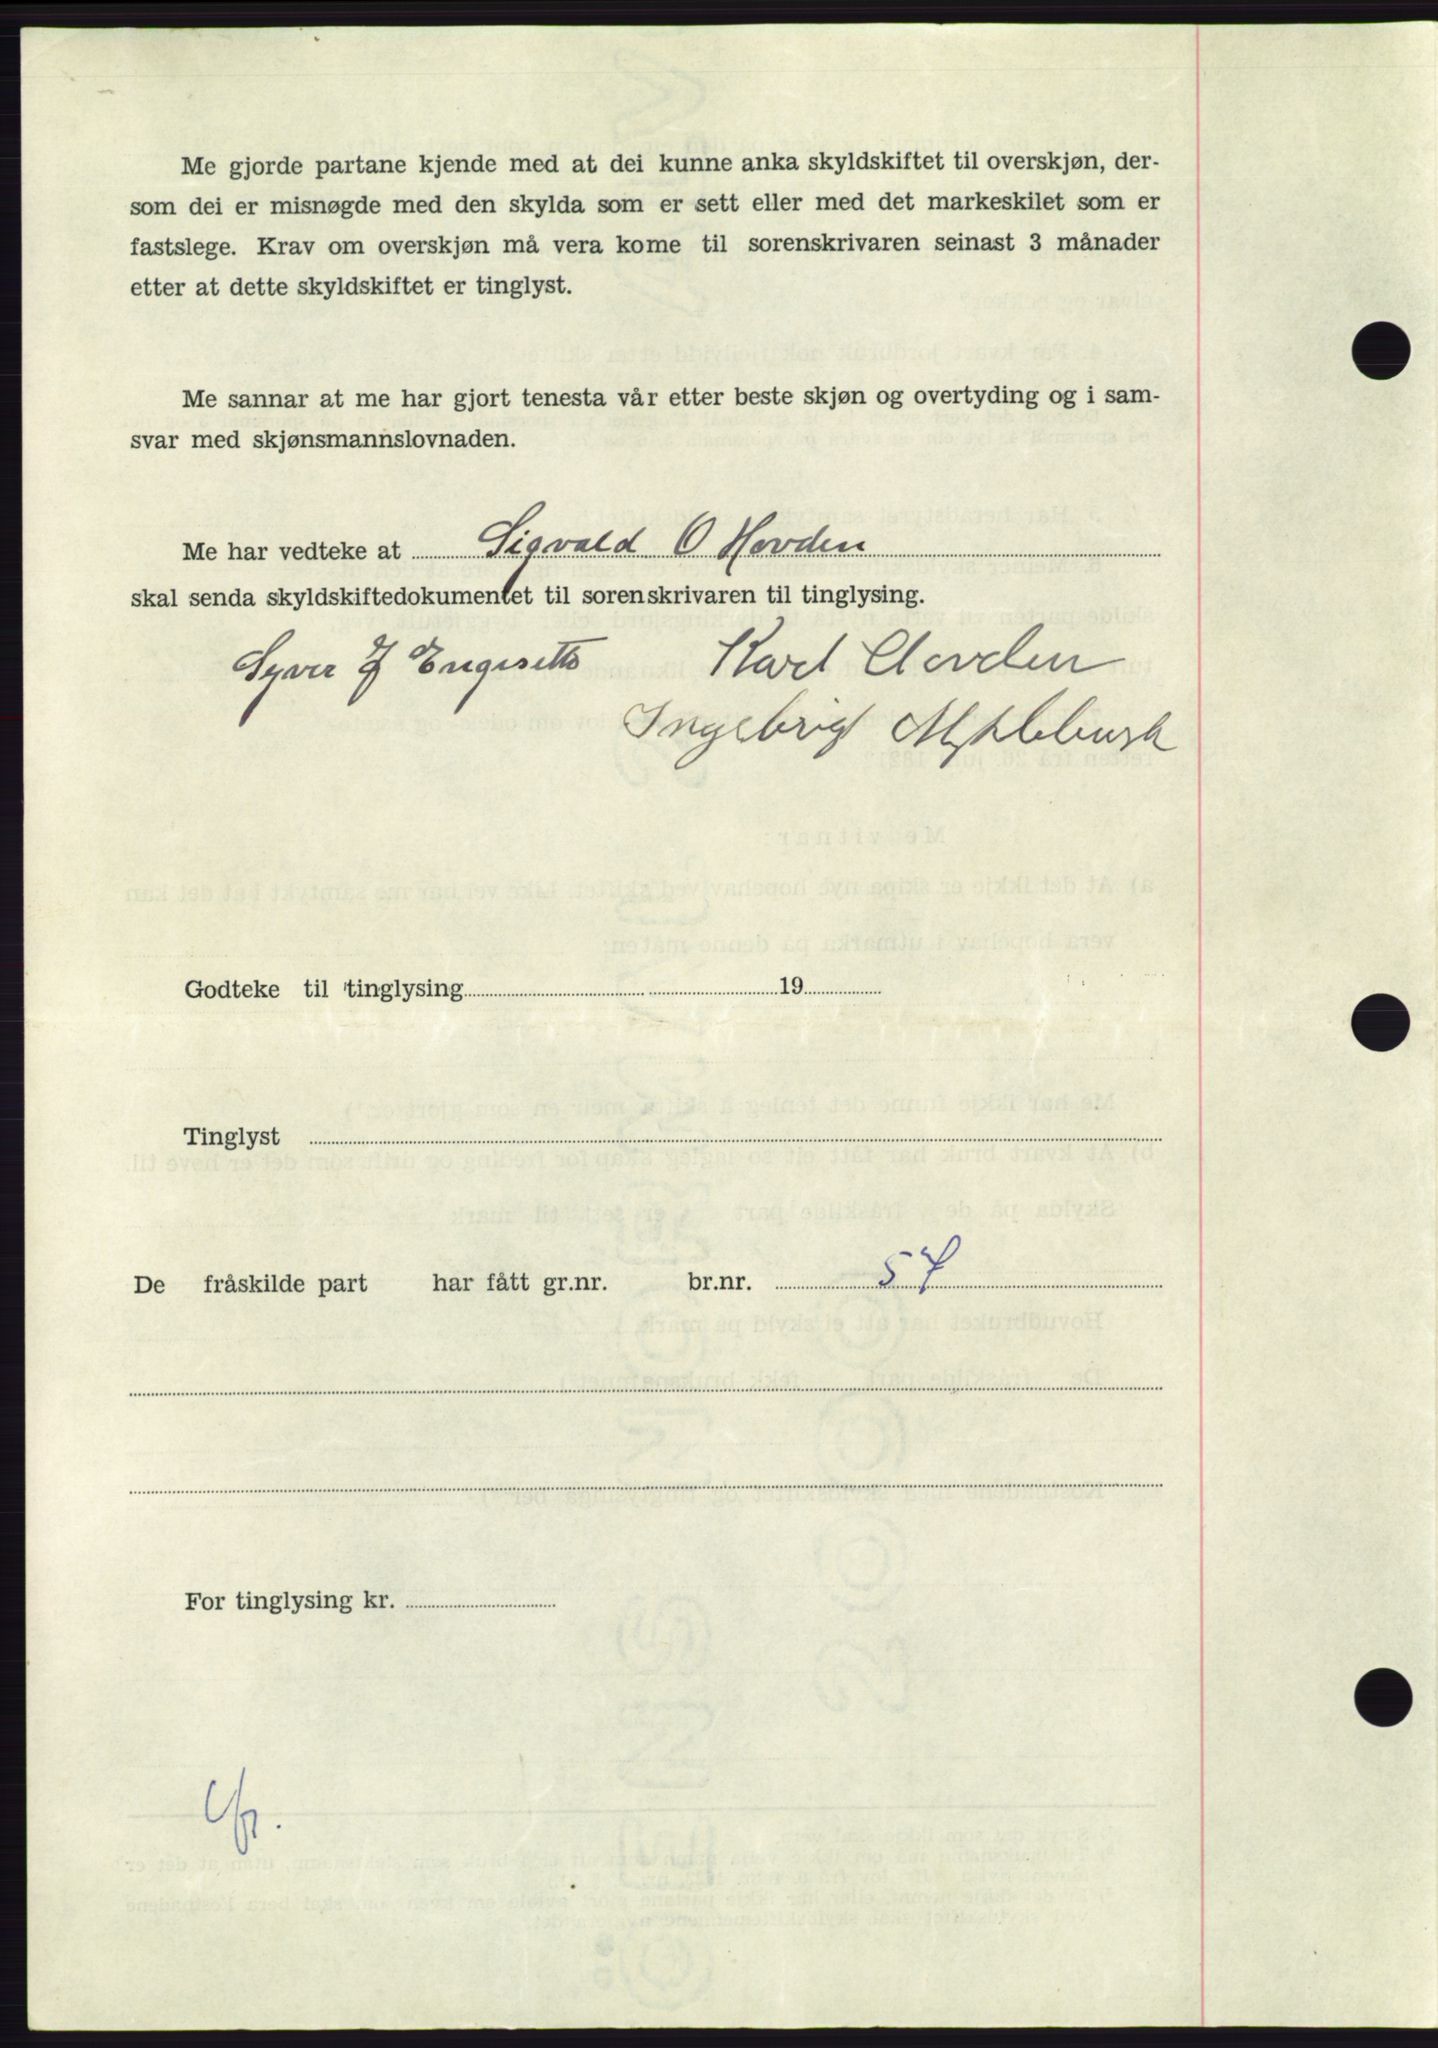 Me gjorde partane kjende med at dei kunne anka skyldskiftet til overskjøn, der-
som dei er misnøgde med den skylda som er sett eller med det markeskilet som er
fastslege. Krav om overskjøn må vera kome til sorenskrivaren seinast 3 månader
etter at dette skyldskiftet er tinglyst.
Me sannar at me har gjort tenesta vår etter beste skjøn og overtyding og i sam-
svar med skjønsmannslovnaden.
Me har vedteke at Sigvald O Hovden
skal senda skyldskiftedokumentet til sorenskrivaren til tinglysing.
Syver J Engesett Karl Hovden
Ingebrigt Myklebust
Godteke til tinglysing 19
Tinglyst
De fråskilde part har fått gr.nr. br.nr. 57
For tinglysing kr.